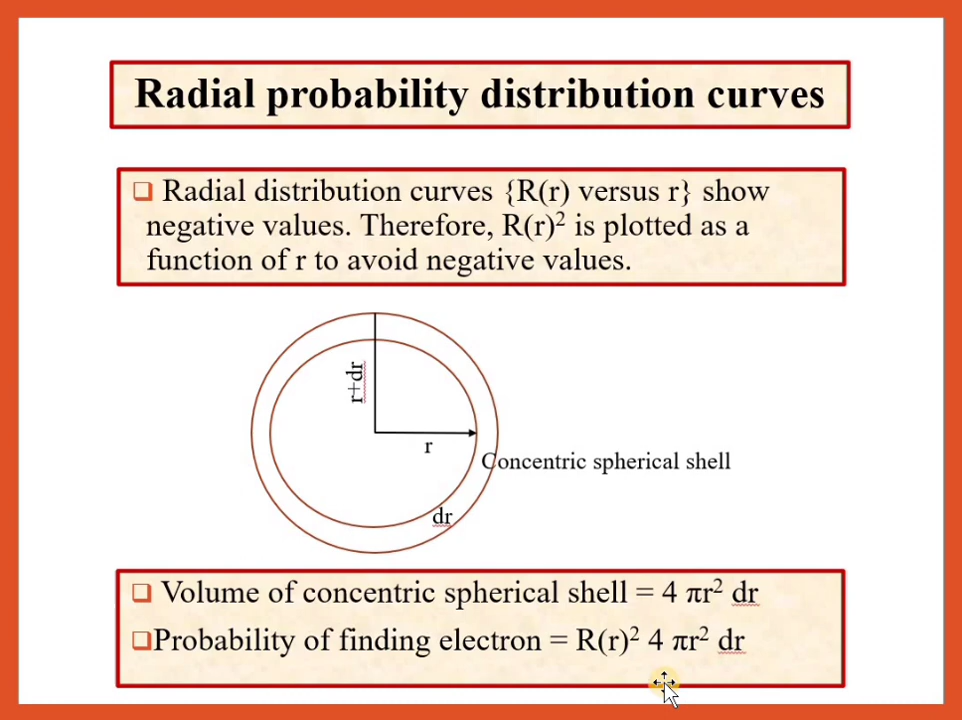 Radial probability distribution curves
❑ Radial distribution curves {R(r) versus r} show
negative values. Therefore, R(r)² is plotted as a
function of r to avoid negative values.
r+dr
r
Concentric spherical shell
dr
❑ Volume of concentric spherical shell = 4 πr² dr
❑Probability of finding electron = R(r)² 4 πr² dr